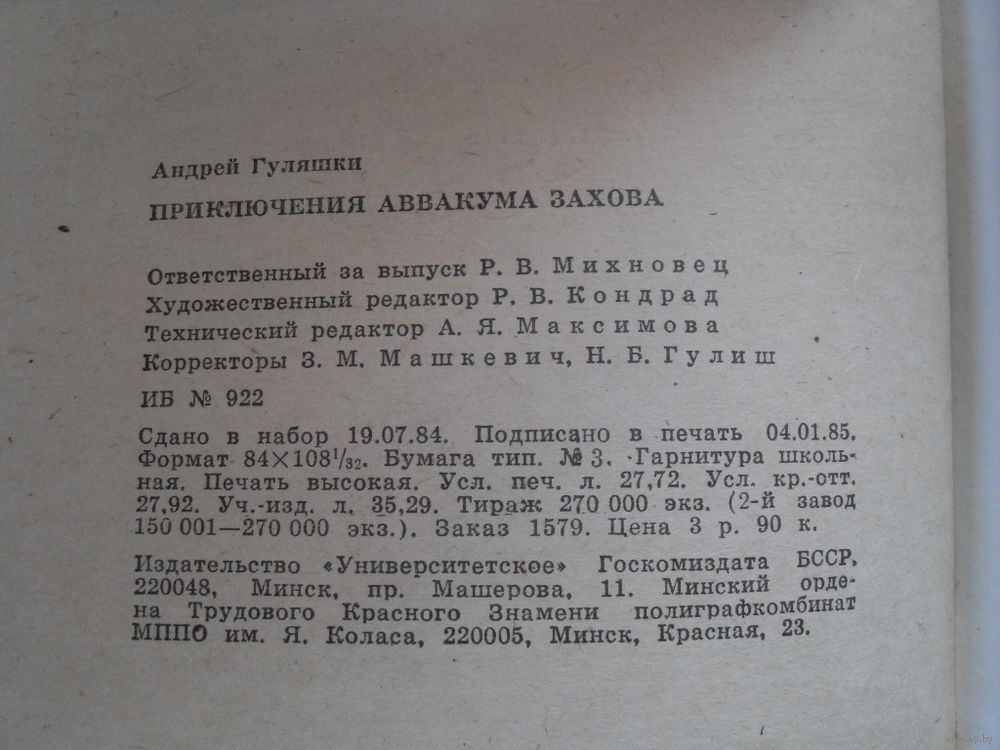 Андрей Гуляшки
ПРИКЛЮЧЕНИЯ АВВАКУМА ЗАХОВА
Ответственный за выпуск Р. В. Михновец
Художественный редактор Р. В. Кондрад
Технический редактор А. Я. Максимова
Корректоры З. М. Машкевич, Н. Б. Гулиш
ИБ № 922
Сдано в набор 19.07.84. Подписано в печать 04.01.85.
Формат 84×108¹/₃₂. Бумага тип. № 3. Гарнитура школь-
ная. Печать высокая. Усл. печ. л. 27,72. Усл. кр.-отт.
27,92. Уч.-изд. л. 35,29. Тираж 270 000 экз. (2-й завод
150 001—270 000 экз.). Заказ 1579. Цена 3 р. 90 к.
Издательство «Университетское» Госкомиздата БССР,
220048, Минск, пр. Машерова, 11. Минский орде-
на Трудового Красного Знамени полиграфкомбинат
МППО им. Я. Коласа, 220005, Минск, Красная, 23.